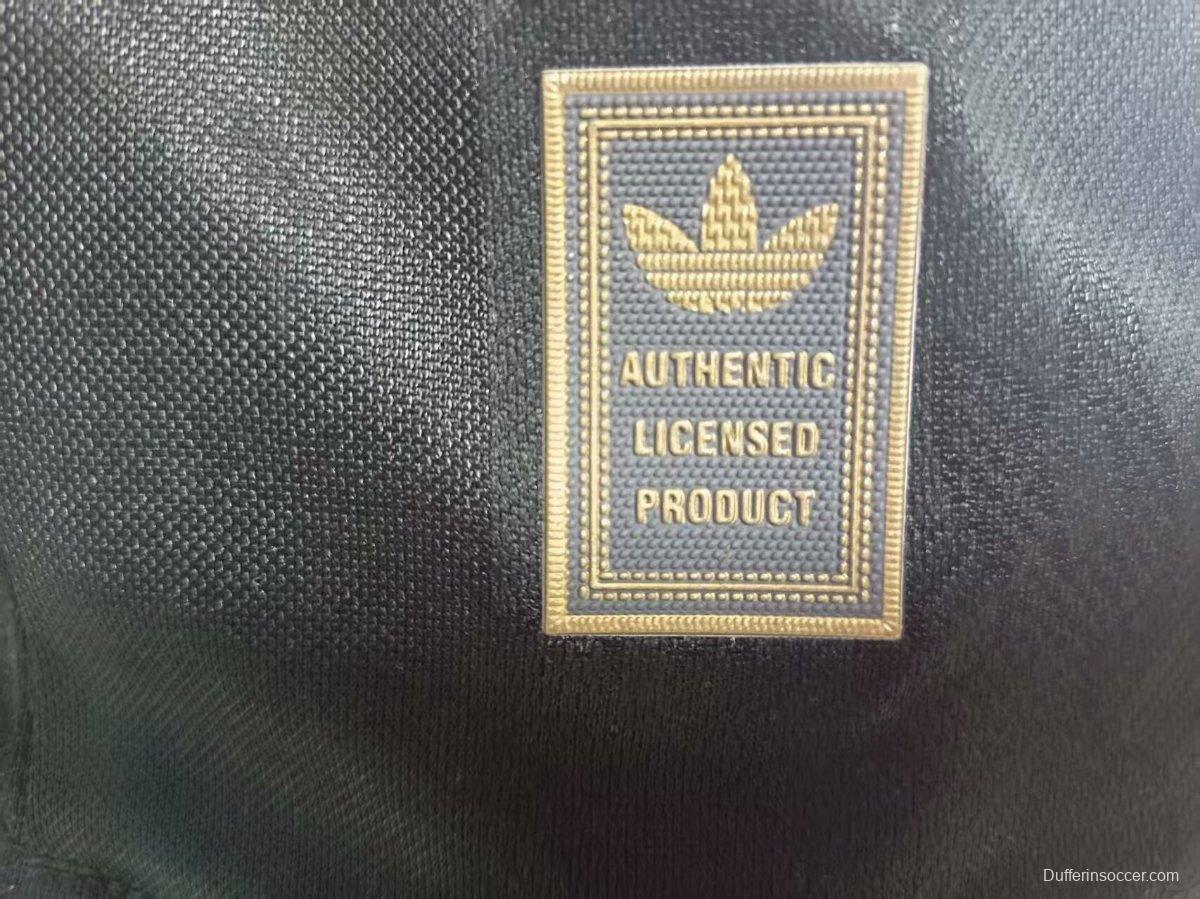 AUTHENTIC
LICENSED
PRODUCT
Dufferinsoccer.com